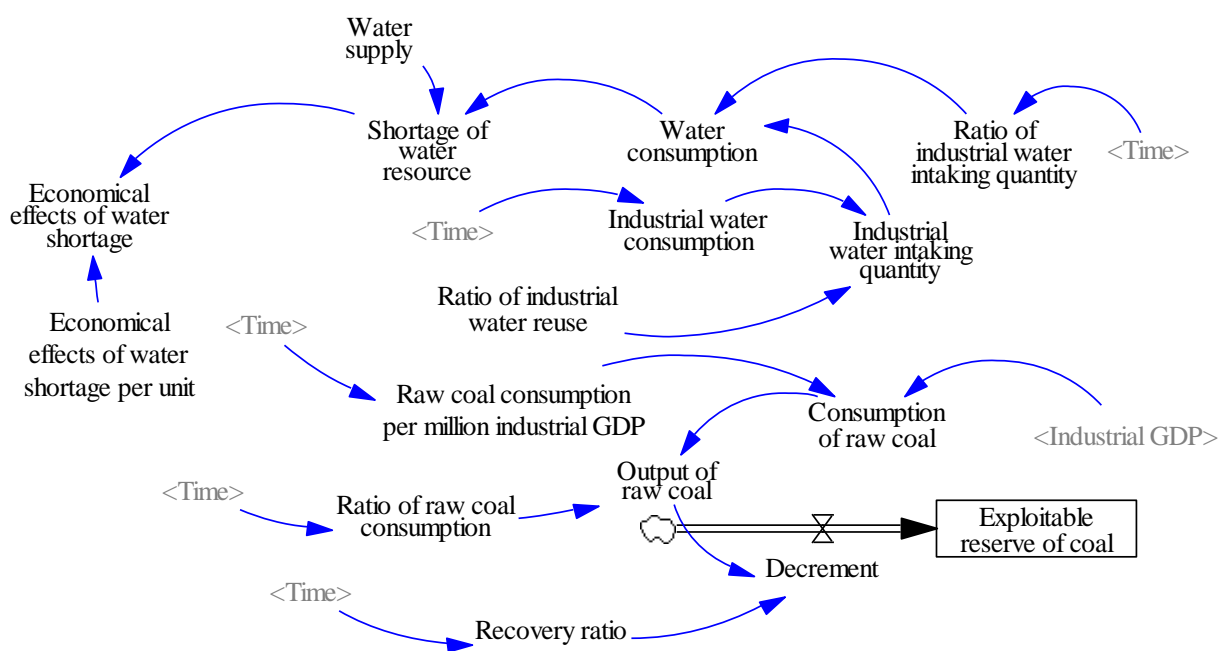 Water
supply
Shortage of
water
resource
Water
consumption
Ratio of
industrial water
intaking quantity
<Time>
Economical
effects of water
shortage
<Time>
Industrial water
consumption
Industrial
water intaking
quantity
Ratio of industrial
water reuse
Economical
effects of water
shortage per unit
<Time>
Raw coal consumption
per million industrial GDP
Consumption
of raw coal
<Industrial GDP>
Output of
raw coal
<Time>
Ratio of raw coal
consumption
Exploitable
reserve of coal
Decrement
<Time>
Recovery ratio